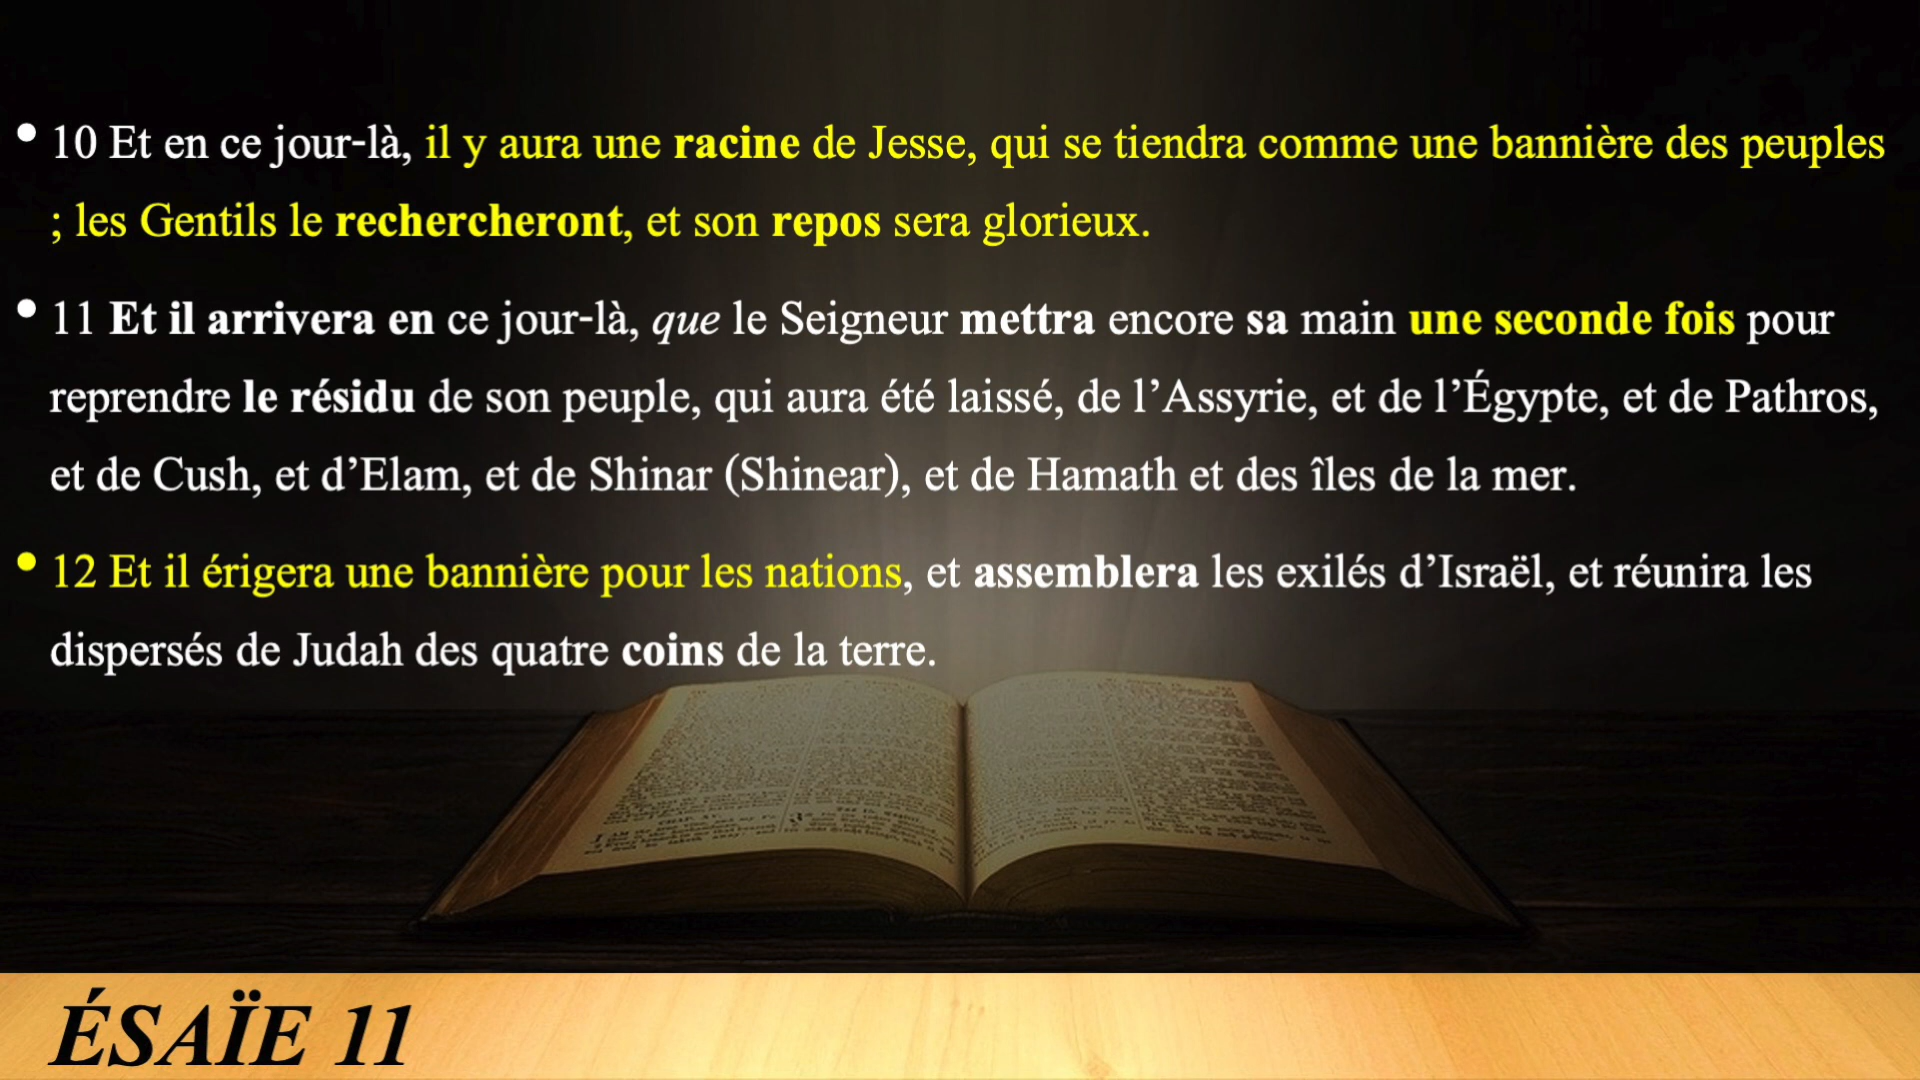 • 10 Et en ce jour-là, il y aura une racine de Jesse, qui se tiendra comme une bannière des peuples
; les Gentils le rechercheront, et son repos sera glorieux.
• 11 Et il arrivera en ce jour-là, que le Seigneur mettra encore sa main une seconde fois pour
reprendre le résidu de son peuple, qui aura été laissé, de l’Assyrie, et de l’Égypte, et de Pathros,
et de Cush, et d’Elam, et de Shinar (Shinear), et de Hamath et des îles de la mer.
• 12 Et il érigera une bannière pour les nations, et assemblera les exilés d’Israël, et réunira les
dispersés de Judah des quatre coins de la terre.
ÉSAÏE 11